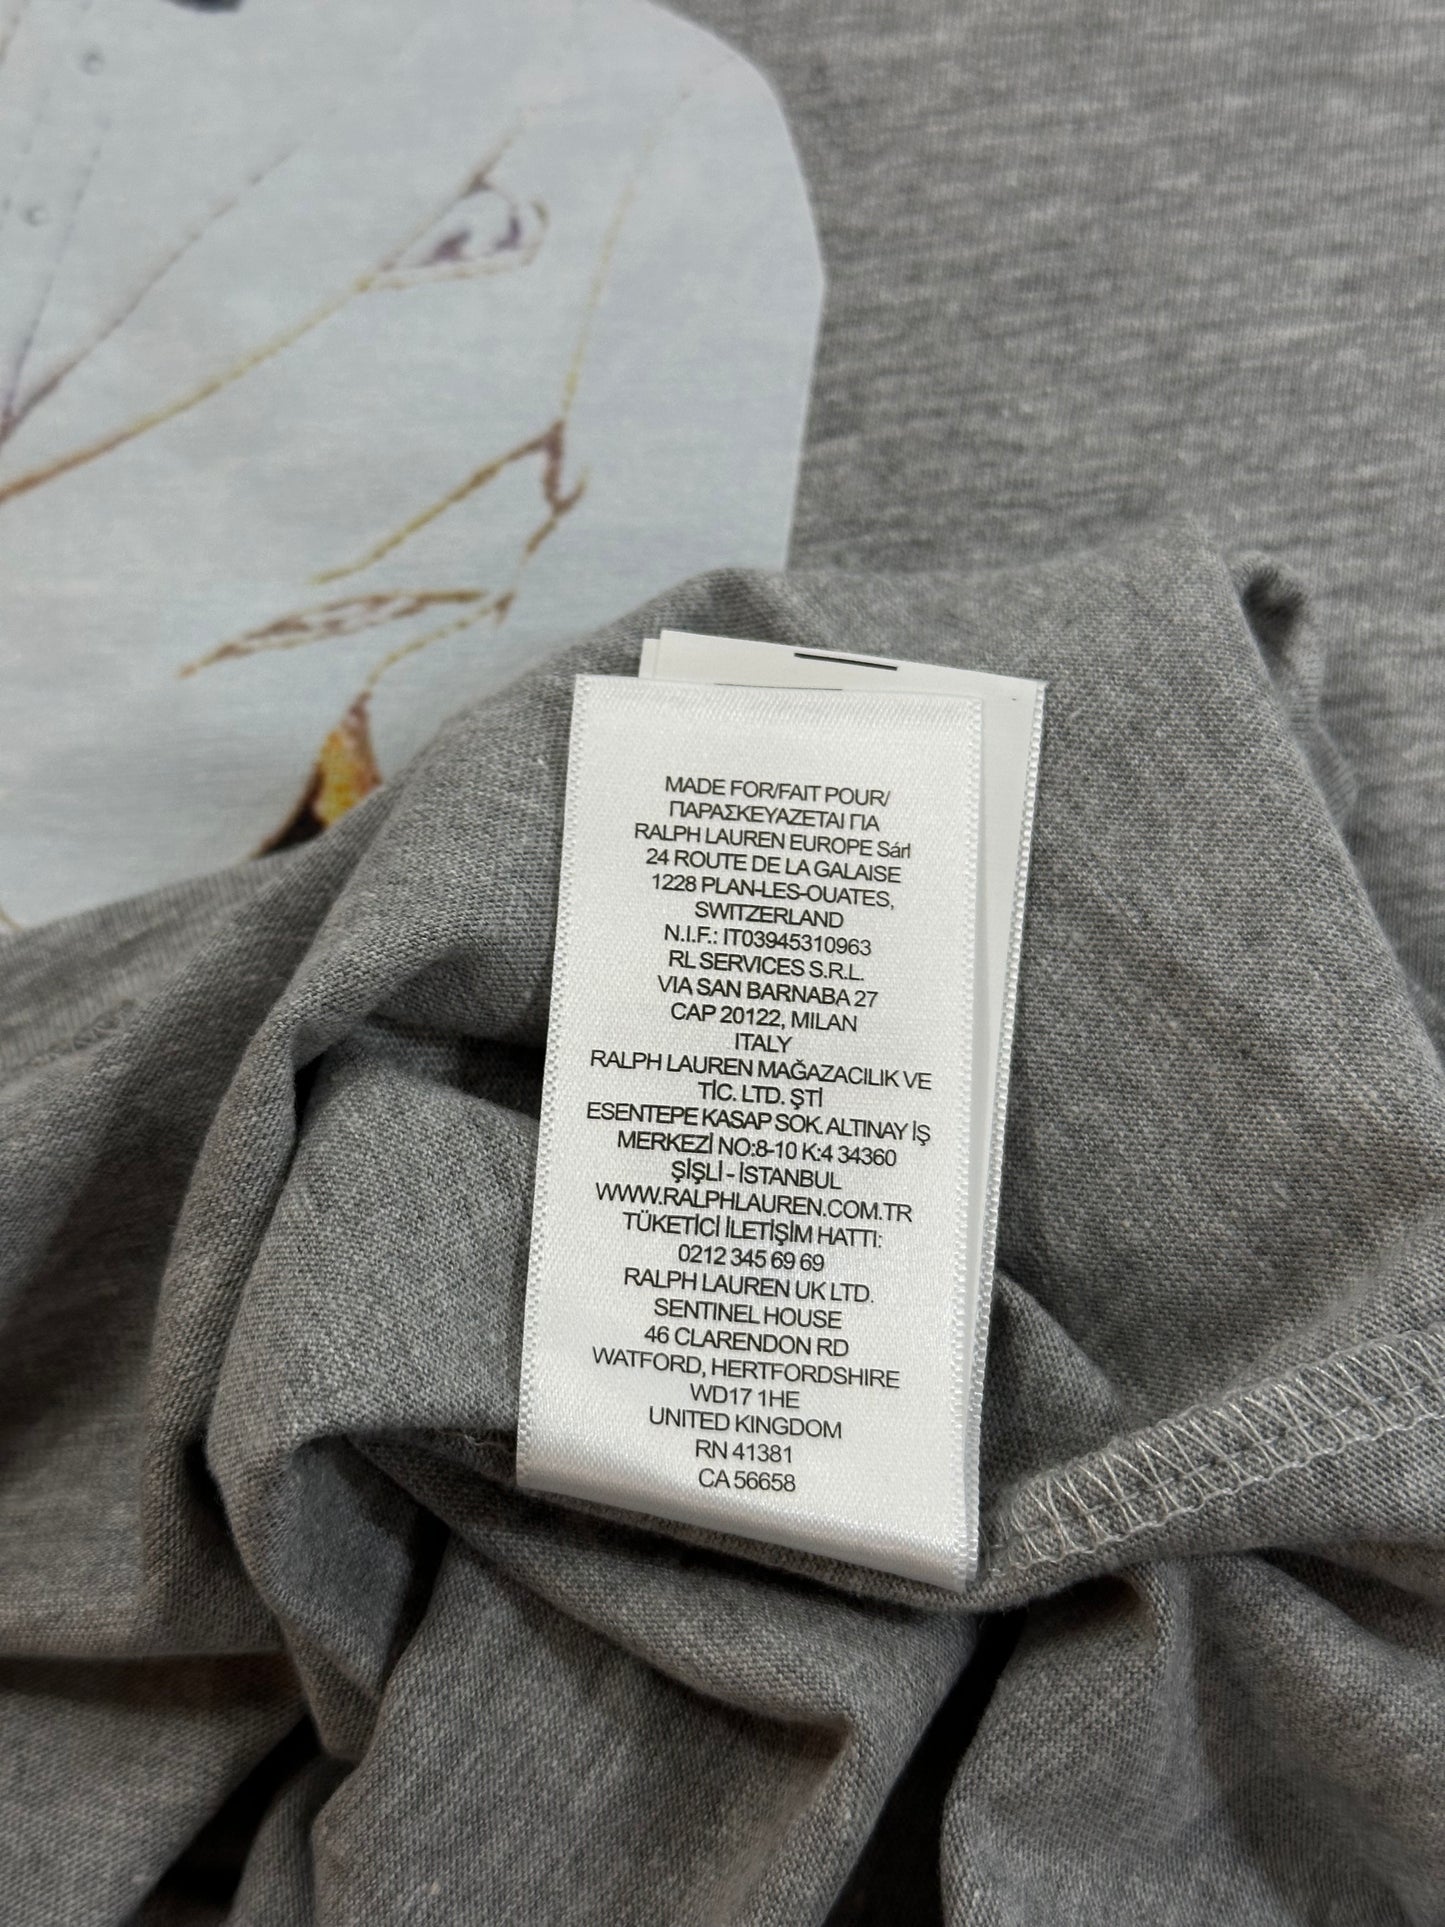 MADE FOR/FAIT POUR/
ΠΑΡΑΣΚΕΥΑΖΕΤΑΙ ΓΙΑ
RALPH LAUREN EUROPE Sárl
24 ROUTE DE LA GALAISE
1228 PLAN-LES-OUATES,
SWITZERLAND
N.I.F.: IT03945310963
RL SERVICES S.R.L.
VIA SAN BARNABA 27
CAP 20122, MILAN
ITALY
RALPH LAUREN MAĞAZACILIK VE
TİC. LTD. ŞTİ
ESENTEPE KASAP SOK. ALTINAY İŞ
MERKEZİ NO:8-10 K:4 34360
ŞİŞLİ - İSTANBUL
WWW.RALPHLAUREN.COM.TR
TÜKETİCİ İLETİŞİM HATTI:
0212 345 69 69
RALPH LAUREN UK LTD.
SENTINEL HOUSE
46 CLARENDON RD
WATFORD, HERTFORDSHIRE
WD17 1HE
UNITED KINGDOM
RN 41381
CA 56658